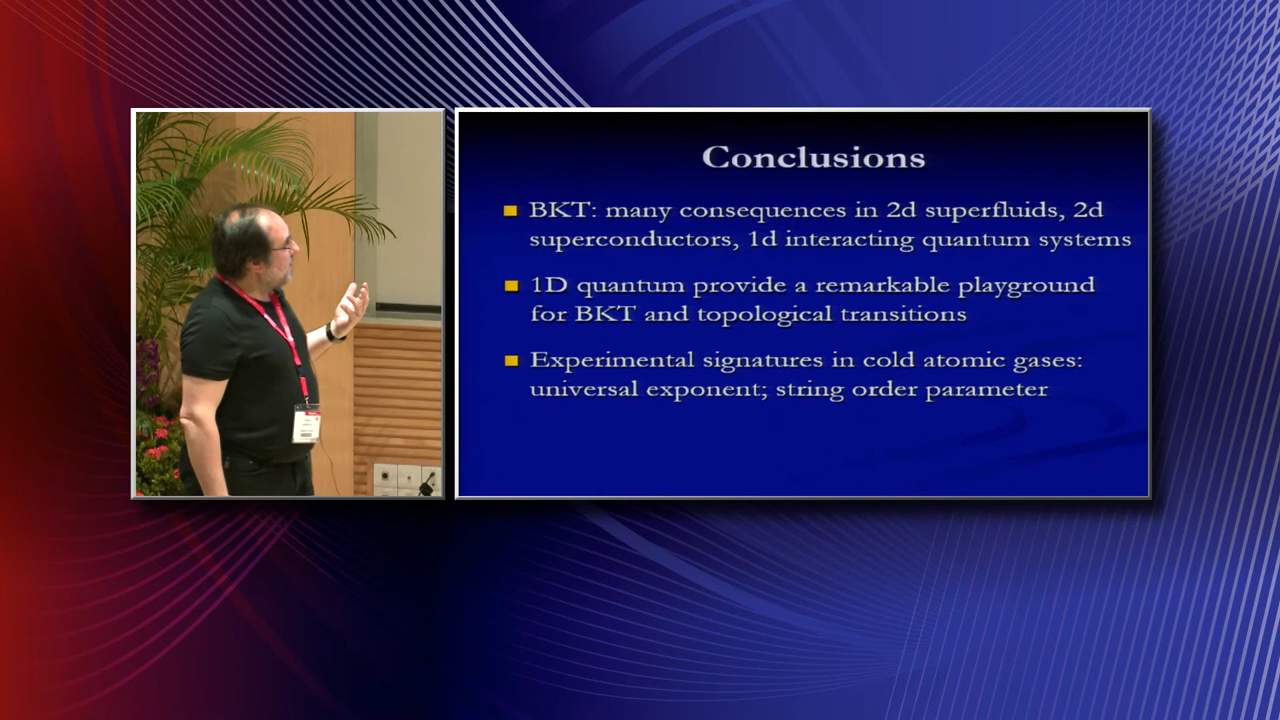 Conclusions
BKT: many consequences in 2d superfluids, 2d
superconductors, 1d interacting quantum systems
1D quantum provide a remarkable playground
for BKT and topological transitions
Experimental signatures in cold atomic gases:
universal exponent; string order parameter